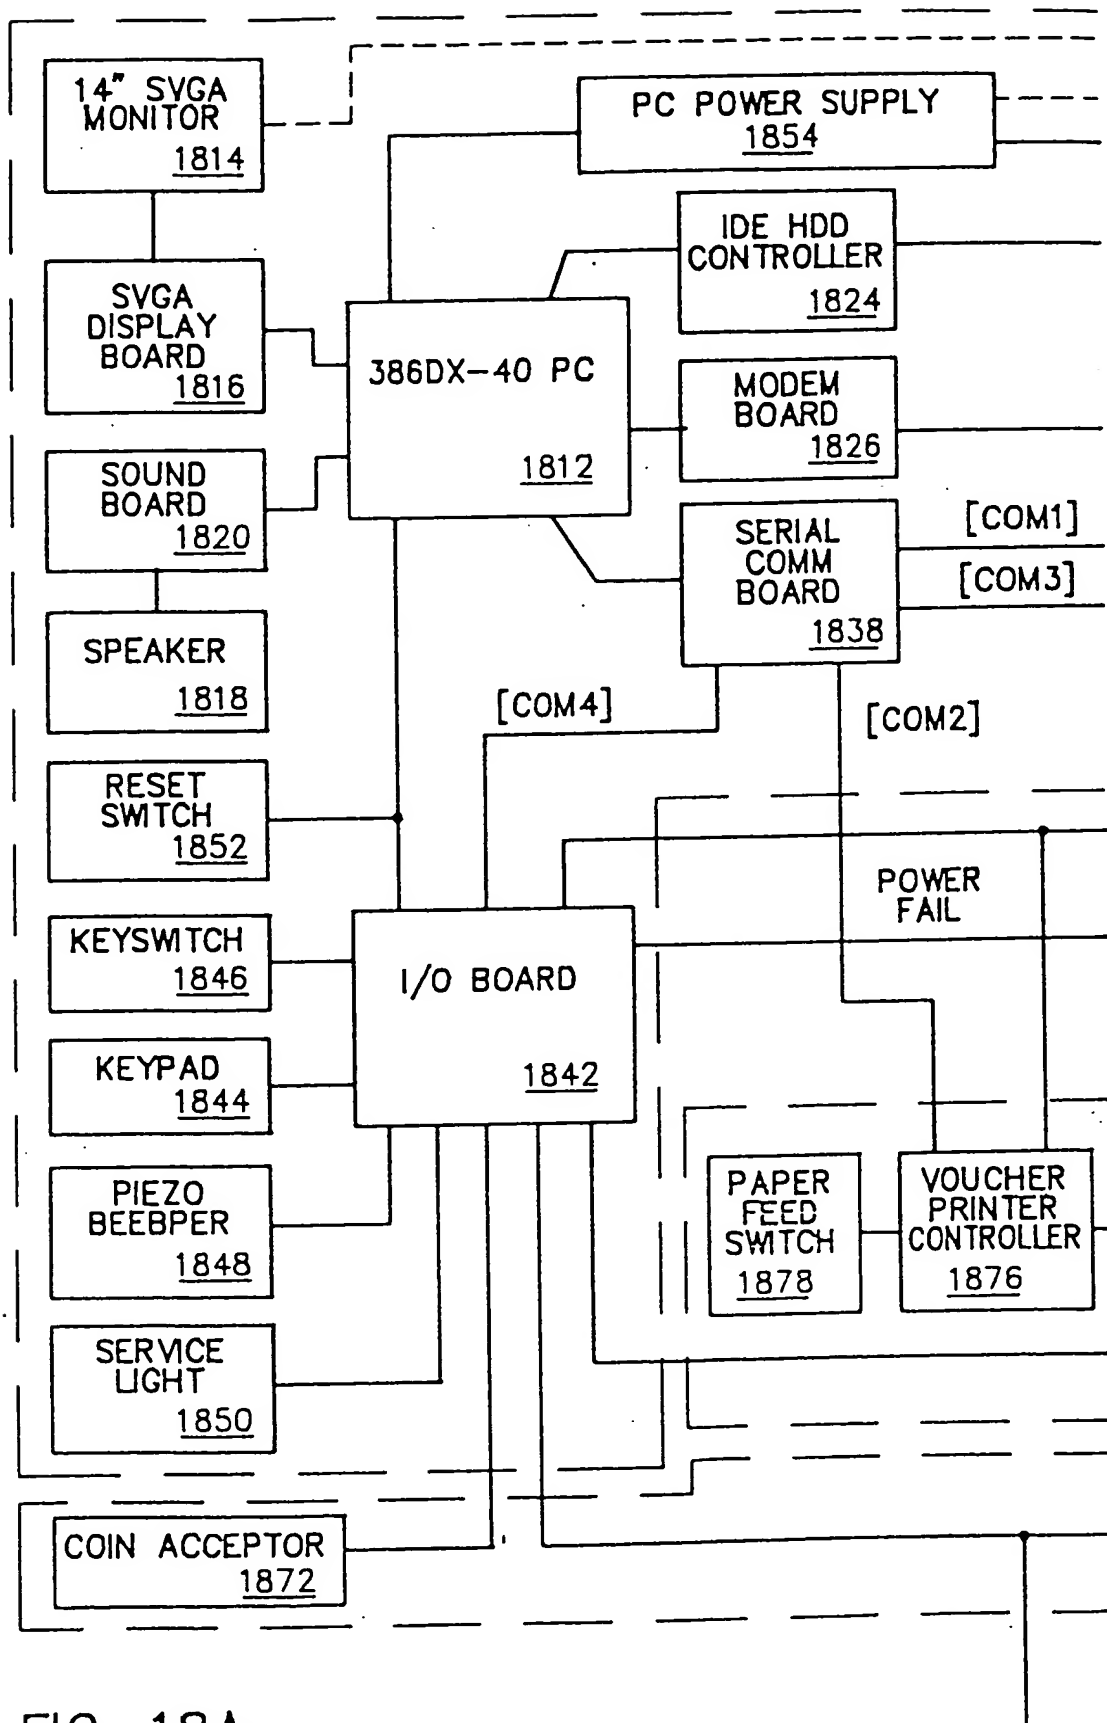 14" SVGA
MONITOR
1814
PC POWER SUPPLY
1854
IDE HDD
CONTROLLER
1824
SVGA
DISPLAY
BOARD
1816
386DX-40 PC
1812
MODEM
BOARD
1826
SOUND
BOARD
1820
SERIAL
COMM
BOARD
1838
[COM1]
[COM3]
SPEAKER
1818
[COM4]
[COM2]
RESET
SWITCH
1852
POWER
FAIL
KEYSWITCH
1846
I/O BOARD
1842
KEYPAD
1844
PIEZO
BEEBPER
1848
PAPER
FEED
SWITCH
1878
VOUCHER
PRINTER
CONTROLLER
1876
SERVICE
LIGHT
1850
COIN ACCEPTOR
1872
FIG. 18A